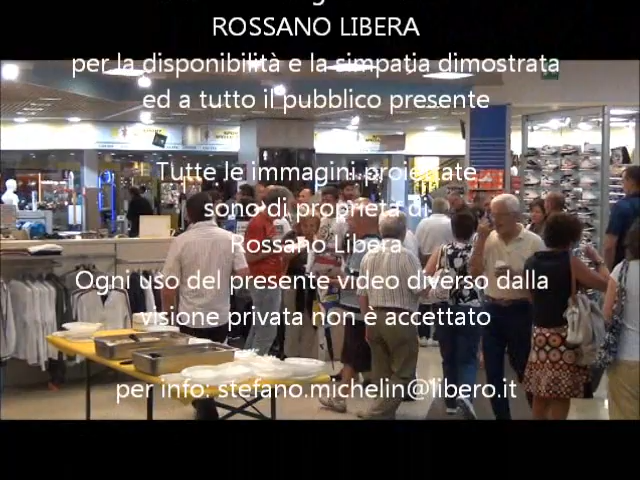 ROSSANO LIBERA
per la disponibilità e la simpatia dimostrata
ed a tutto il pubblico presente
Tutte le immagini proiettate
sono di proprietà di
Rossano Libera
Ogni uso del presente video diverso dalla
visione privata non è accettato
per info: stefano.michelin@libero.it